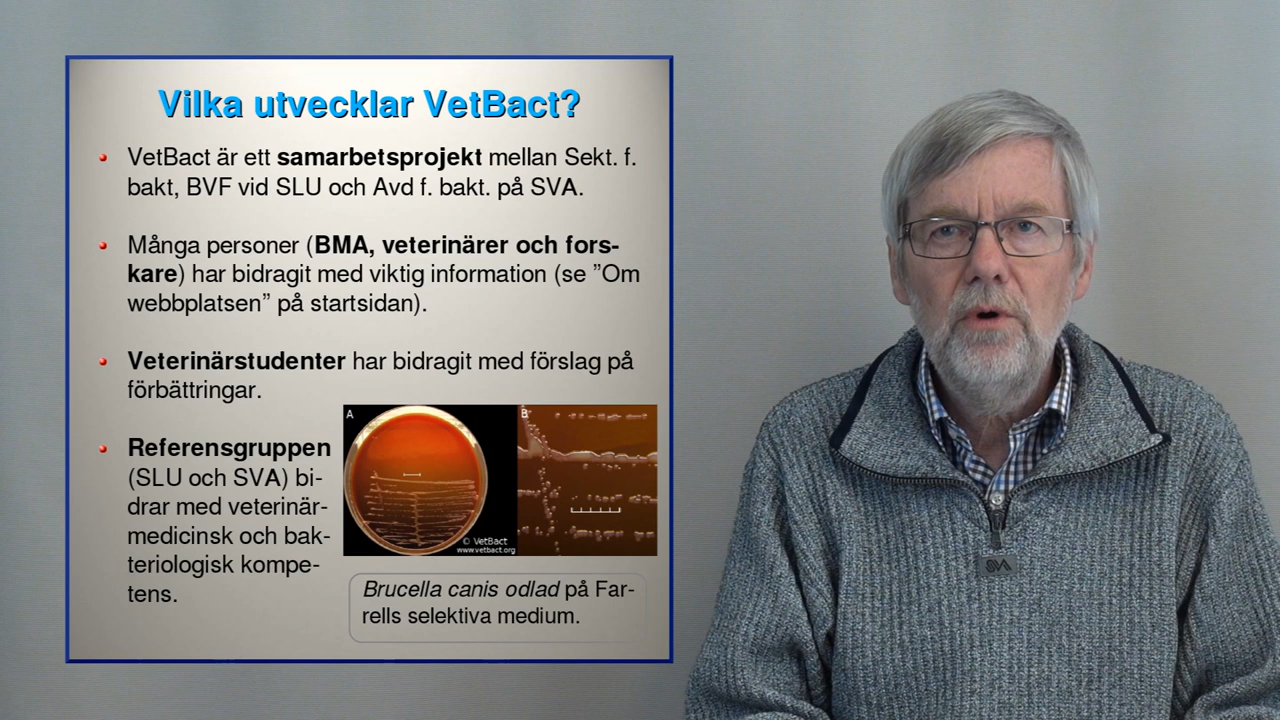 Vilka utvecklar VetBact?
VetBact är ett samarbetsprojekt mellan Sekt. f.
bakt, BVF vid SLU och Avd f. bakt. på SVA.
Många personer (BMA, veterinärer och fors-
kare) har bidragit med viktig information (se ”Om
webbplatsen” på startsidan).
Veterinärstudenter har bidragit med förslag på
förbättringar.
Referensgruppen
(SLU och SVA) bi-
drar med veterinär-
medicinsk och bak-
teriologisk kompe-
tens.
A
B
© VetBact
www.vetbact.org
Brucella canis odlad på Far-
rells selektiva medium.
SVA